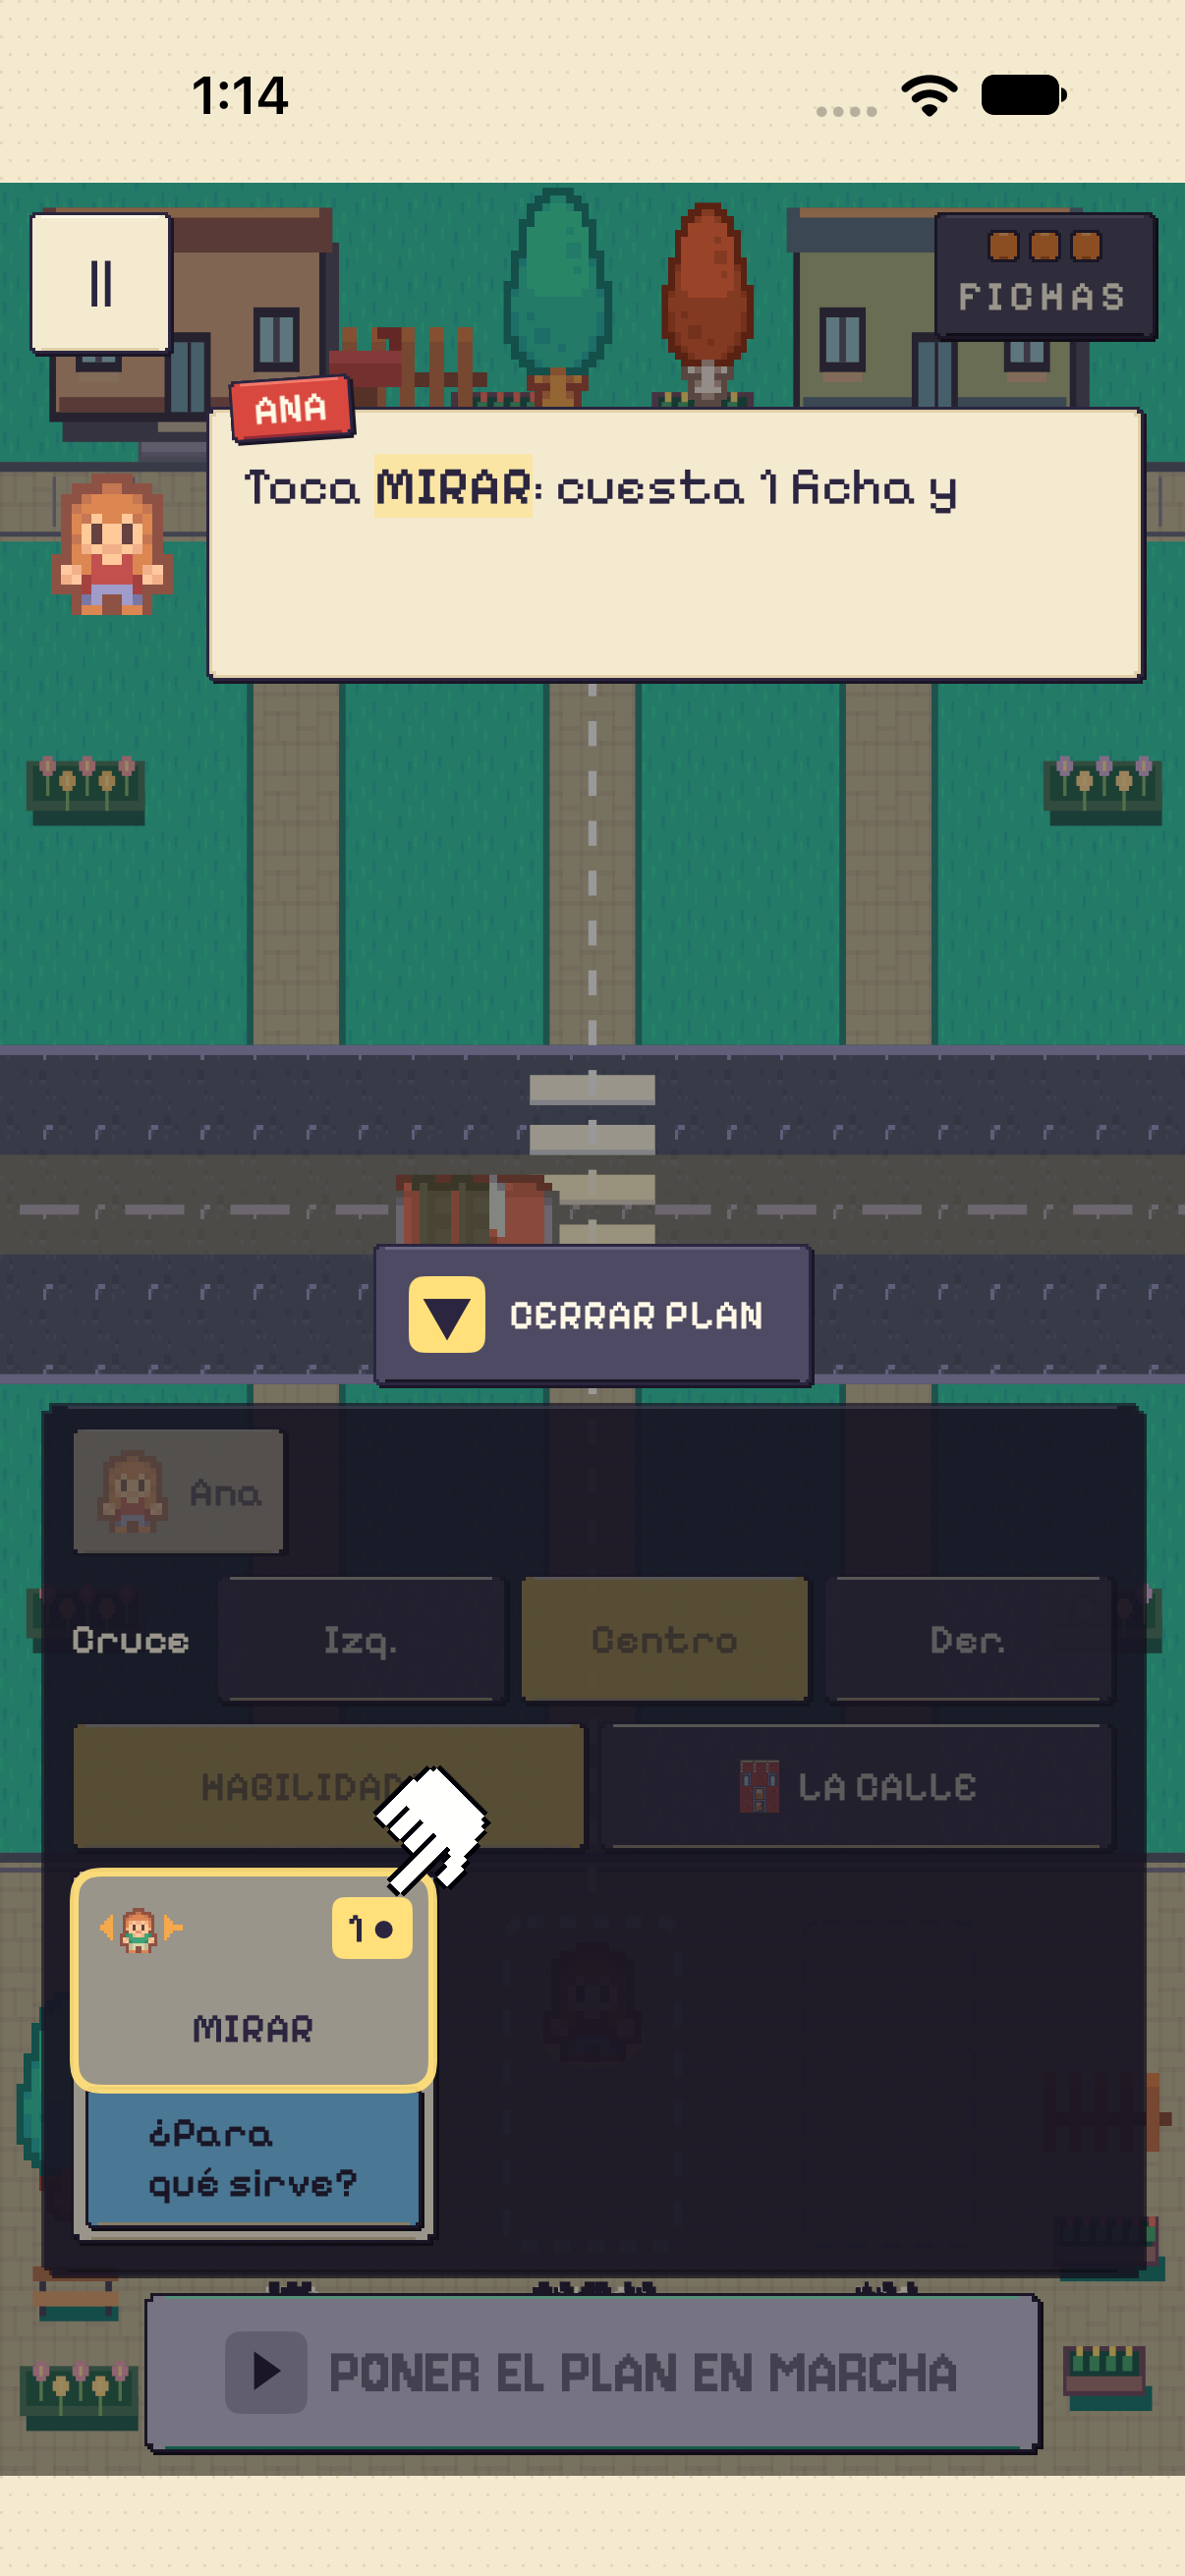 1:14
FICHAS
ANA
Toca MIRAR: cuesta 1 ficha y
CERRAR PLAN
Ana
Cruce
Izq.
Centro
Der.
LA CALLE
1
MIRAR
¿Para
qué sirve?
PONER EL PLAN EN MARCHA